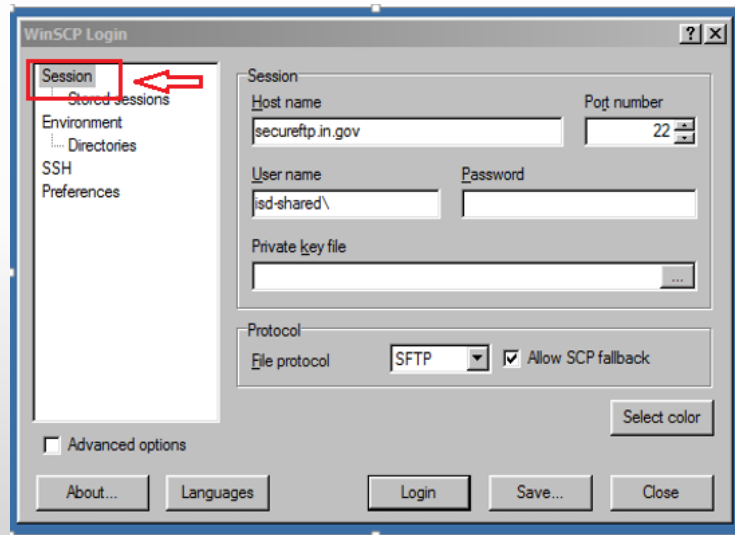 WinSCP Login
Session
Stored sessions
Environment
Directories
SSH
Preferences
Session
Host name
Port number
secureftp.in.gov
22
User name
Password
isd-shared\
Private key file
...
Protocol
File protocol
SFTP
Allow SCP fallback
Select color
Advanced options
About...
Languages
Login
Save...
Close